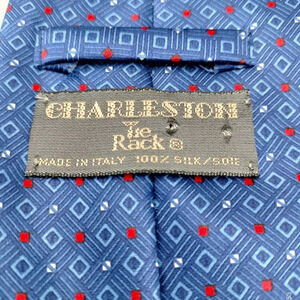 CHARLESTON
Tie
Rack ®
MADE IN ITALY 100% SILK/SOIE